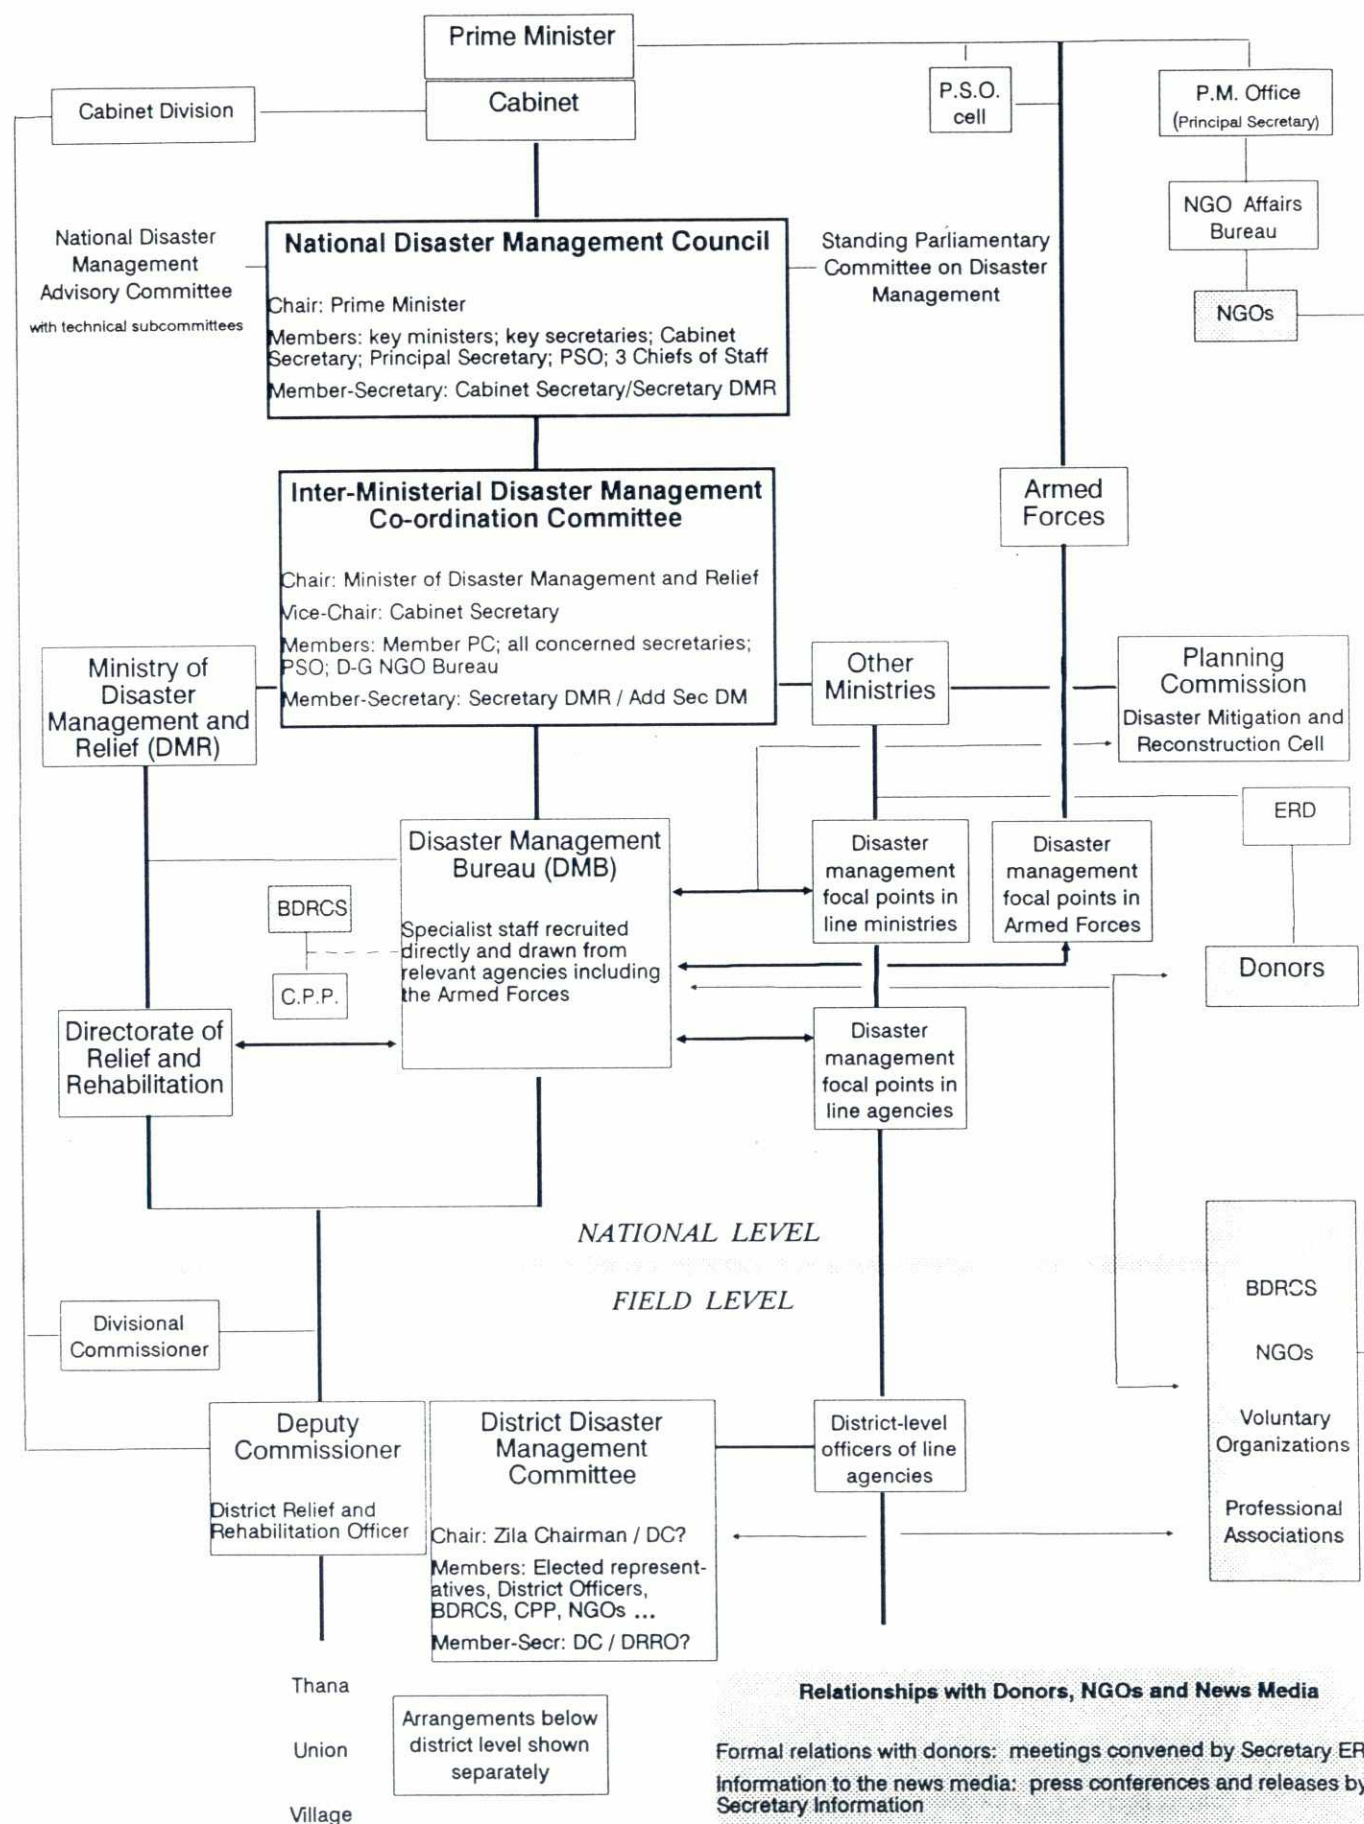 Prime Minister
Cabinet
Cabinet Division
P.S.O.
cell
P.M. Office
(Principal Secretary)
NGO Affairs
Bureau
NGOs
National Disaster
Management
Advisory Committee
with technical subcommittees
National Disaster Management Council
Chair: Prime Minister
Members: key ministers; key secretaries; Cabinet
Secretary; Principal Secretary; PSO; 3 Chiefs of Staff
Member-Secretary: Cabinet Secretary/Secretary DMR
Standing Parliamentary
Committee on Disaster
Management
Inter-Ministerial Disaster Management
Co-ordination Committee
Chair: Minister of Disaster Management and Relief
Vice-Chair: Cabinet Secretary
Members: Member PC; all concerned secretaries;
PSO; D-G NGO Bureau
Member-Secretary: Secretary DMR / Add Sec DM
Armed
Forces
Ministry of
Disaster
Management and
Relief (DMR)
Other
Ministries
Planning
Commission
Disaster Mitigation and
Reconstruction Cell
ERD
Disaster Management
Bureau (DMB)
Specialist staff recruited
directly and drawn from
relevant agencies including
the Armed Forces
Disaster
management
focal points in
line ministries
Disaster
management
focal points in
Armed Forces
BDRCS
C.P.P.
Donors
Directorate of
Relief and
Rehabilitation
Disaster
management
focal points in
line agencies
NATIONAL LEVEL
FIELD LEVEL
Divisional
Commissioner
BDRCS
NGOs
Voluntary
Organizations
Professional
Associations
Deputy
Commissioner
District Relief and
Rehabilitation Officer
District Disaster
Management
Committee
Chair: Zila Chairman / DC?
Members: Elected represent-
atives, District Officers,
BDRCS, CPP, NGOs ...
Member-Secr: DC / DRRO?
District-level
officers of line
agencies
Thana
Union
Village
Arrangements below
district level shown
separately
Relationships with Donors, NGOs and News Media
Formal relations with donors: meetings convened by Secretary ER
Information to the news media: press conferences and releases by
Secretary Information